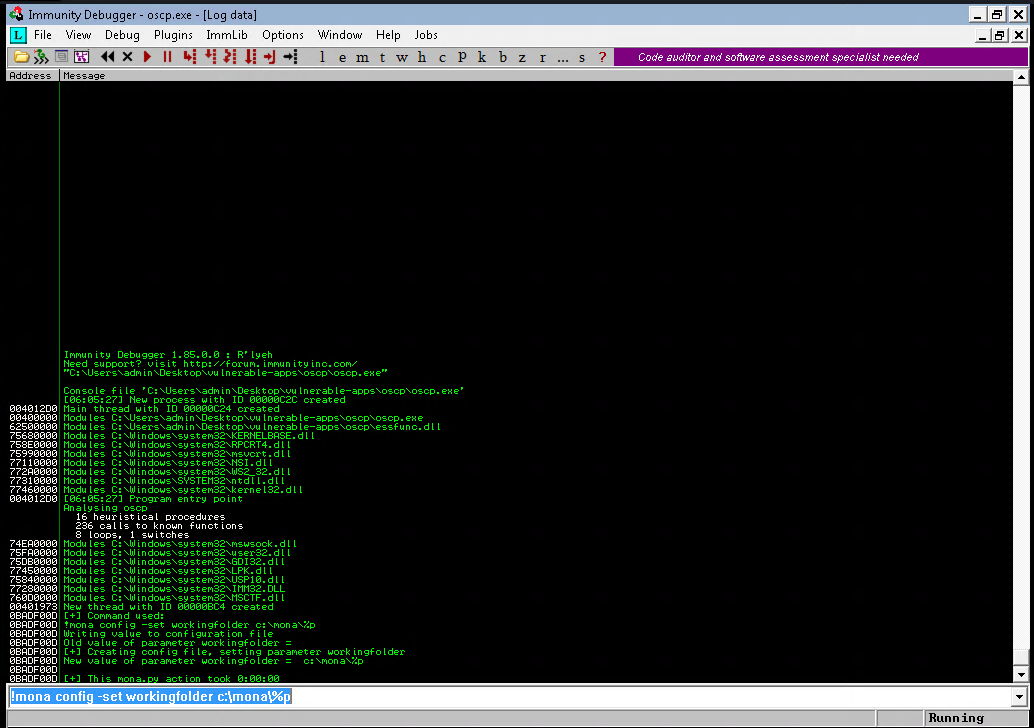 Immunity Debugger - oscp.exe - [Log data]
File View Debug Plugins ImmLib Options Window Help Jobs
l e m t w h c P k b z r ... s ? Code auditor and software assessment specialist needed
Address Message
Immunity Debugger 1.85.0.0 : R'lyeh
Need support? visit http://forum.immunityinc.com/
"C:\Users\admin\Desktop\vulnerable-apps\oscp\oscp.exe"
Console file 'C:\Users\admin\Desktop\vulnerable-apps\oscp\oscp.exe'
[06:05:27] New process with ID 00000C2C created
004012D0 Main thread with ID 00000C24 created
00400000 Modules C:\Users\admin\Desktop\vulnerable-apps\oscp\oscp.exe
62500000 Modules C:\Users\admin\Desktop\vulnerable-apps\oscp\essfunc.dll
75680000 Modules C:\Windows\system32\KERNELBASE.dll
758E0000 Modules C:\Windows\system32\RPCRT4.dll
75990000 Modules C:\Windows\system32\msvcrt.dll
77110000 Modules C:\Windows\system32\NSI.dll
772A0000 Modules C:\Windows\system32\WS2_32.dll
77310000 Modules C:\Windows\SYSTEM32\ntdll.dll
77460000 Modules C:\Windows\system32\kernel32.dll
004012D0 [06:05:27] Program entry point
Analysing oscp
16 heuristical procedures
236 calls to known functions
8 loops, 1 switches
74EA0000 Modules C:\Windows\system32\mswsock.dll
75FA0000 Modules C:\Windows\system32\user32.dll
75DB0000 Modules C:\Windows\system32\GDI32.dll
77450000 Modules C:\Windows\system32\LPK.dll
75840000 Modules C:\Windows\system32\USP10.dll
77280000 Modules C:\Windows\system32\IMM32.DLL
760D0000 Modules C:\Windows\system32\MSCTF.dll
00401973 New thread with ID 00000BC4 created
0BADF00D [+] Command used:
0BADF00D !mona config -set workingfolder c:\mona\%p
0BADF00D Writing value to configuration file
0BADF00D Old value of parameter workingfolder =
0BADF00D [+] Creating config file, setting parameter workingfolder
0BADF00D New value of parameter workingfolder = c:\mona\%p
0BADF00D
0BADF00D [+] This mona.py action took 0:00:00
!mona config -set workingfolder c:\mona\%p
Running